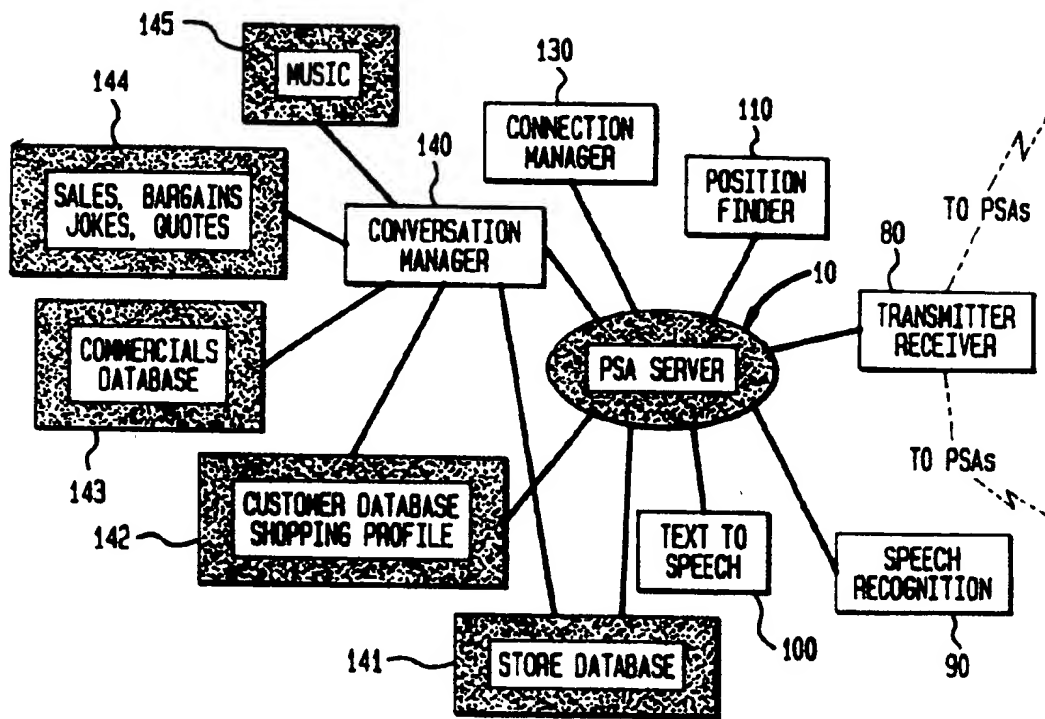 145
MUSIC
144
SALES, BARGAINS
JOKES, QUOTES
130
CONNECTION
MANAGER
110
POSITION
FINDER
140
CONVERSATION
MANAGER
TO PSAs
80
TRANSMITTER
RECEIVER
10
PSA SERVER
COMMERCIALS
DATABASE
143
TO PSAs
CUSTOMER DATABASE
SHOPPING PROFILE
142
TEXT TO
SPEECH
100
SPEECH
RECOGNITION
90
141
STORE DATABASE